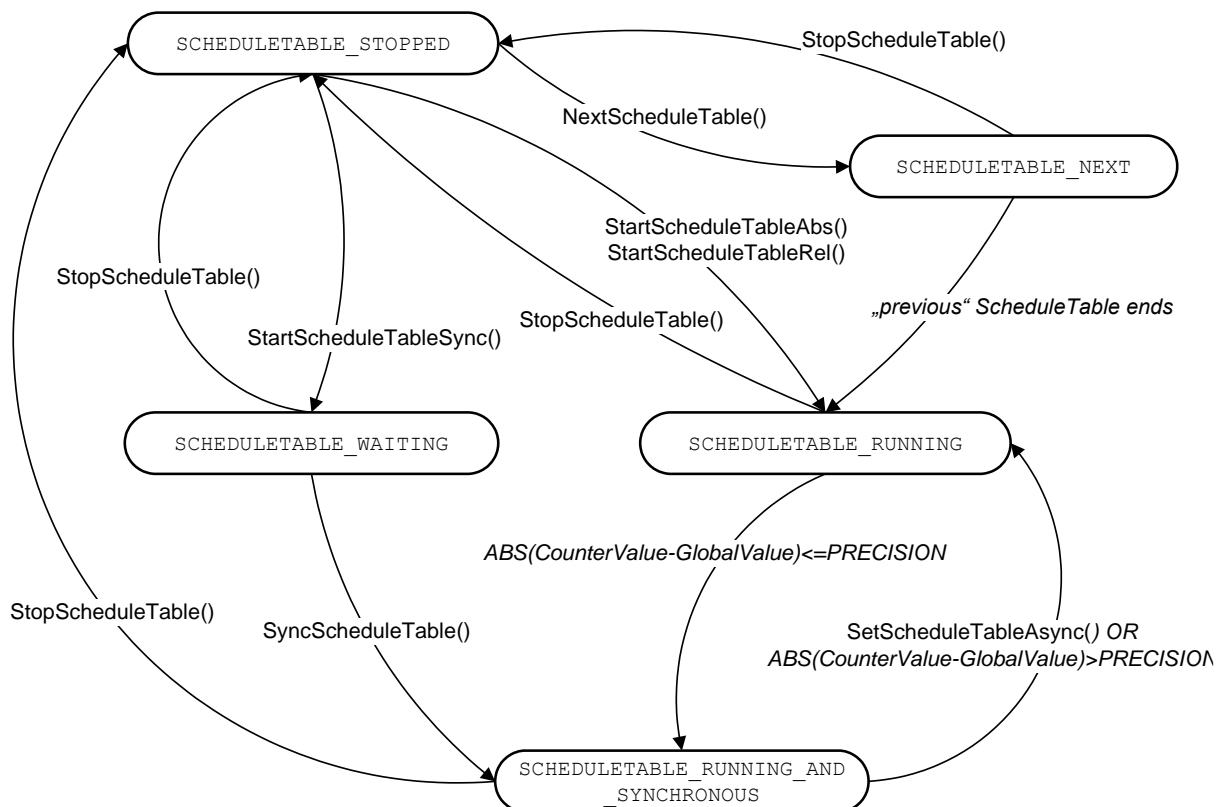 SCHEDULETABLE_STOPPED
StopScheduleTable()
NextScheduleTable()
SCHEDULETABLE_NEXT
StartScheduleTableAbs()
StartScheduleTableRel()
StopScheduleTable()
„previous“ ScheduleTable ends
StopScheduleTable()
StartScheduleTableSync()
SCHEDULETABLE_WAITING
SCHEDULETABLE_RUNNING
ABS(CounterValue-GlobalValue)<=PRECISION
StopScheduleTable()
SyncScheduleTable()
SetScheduleTableAsync() OR
ABS(CounterValue-GlobalValue)>PRECISION
SCHEDULETABLE_RUNNING_AND
_SYNCHRONOUS